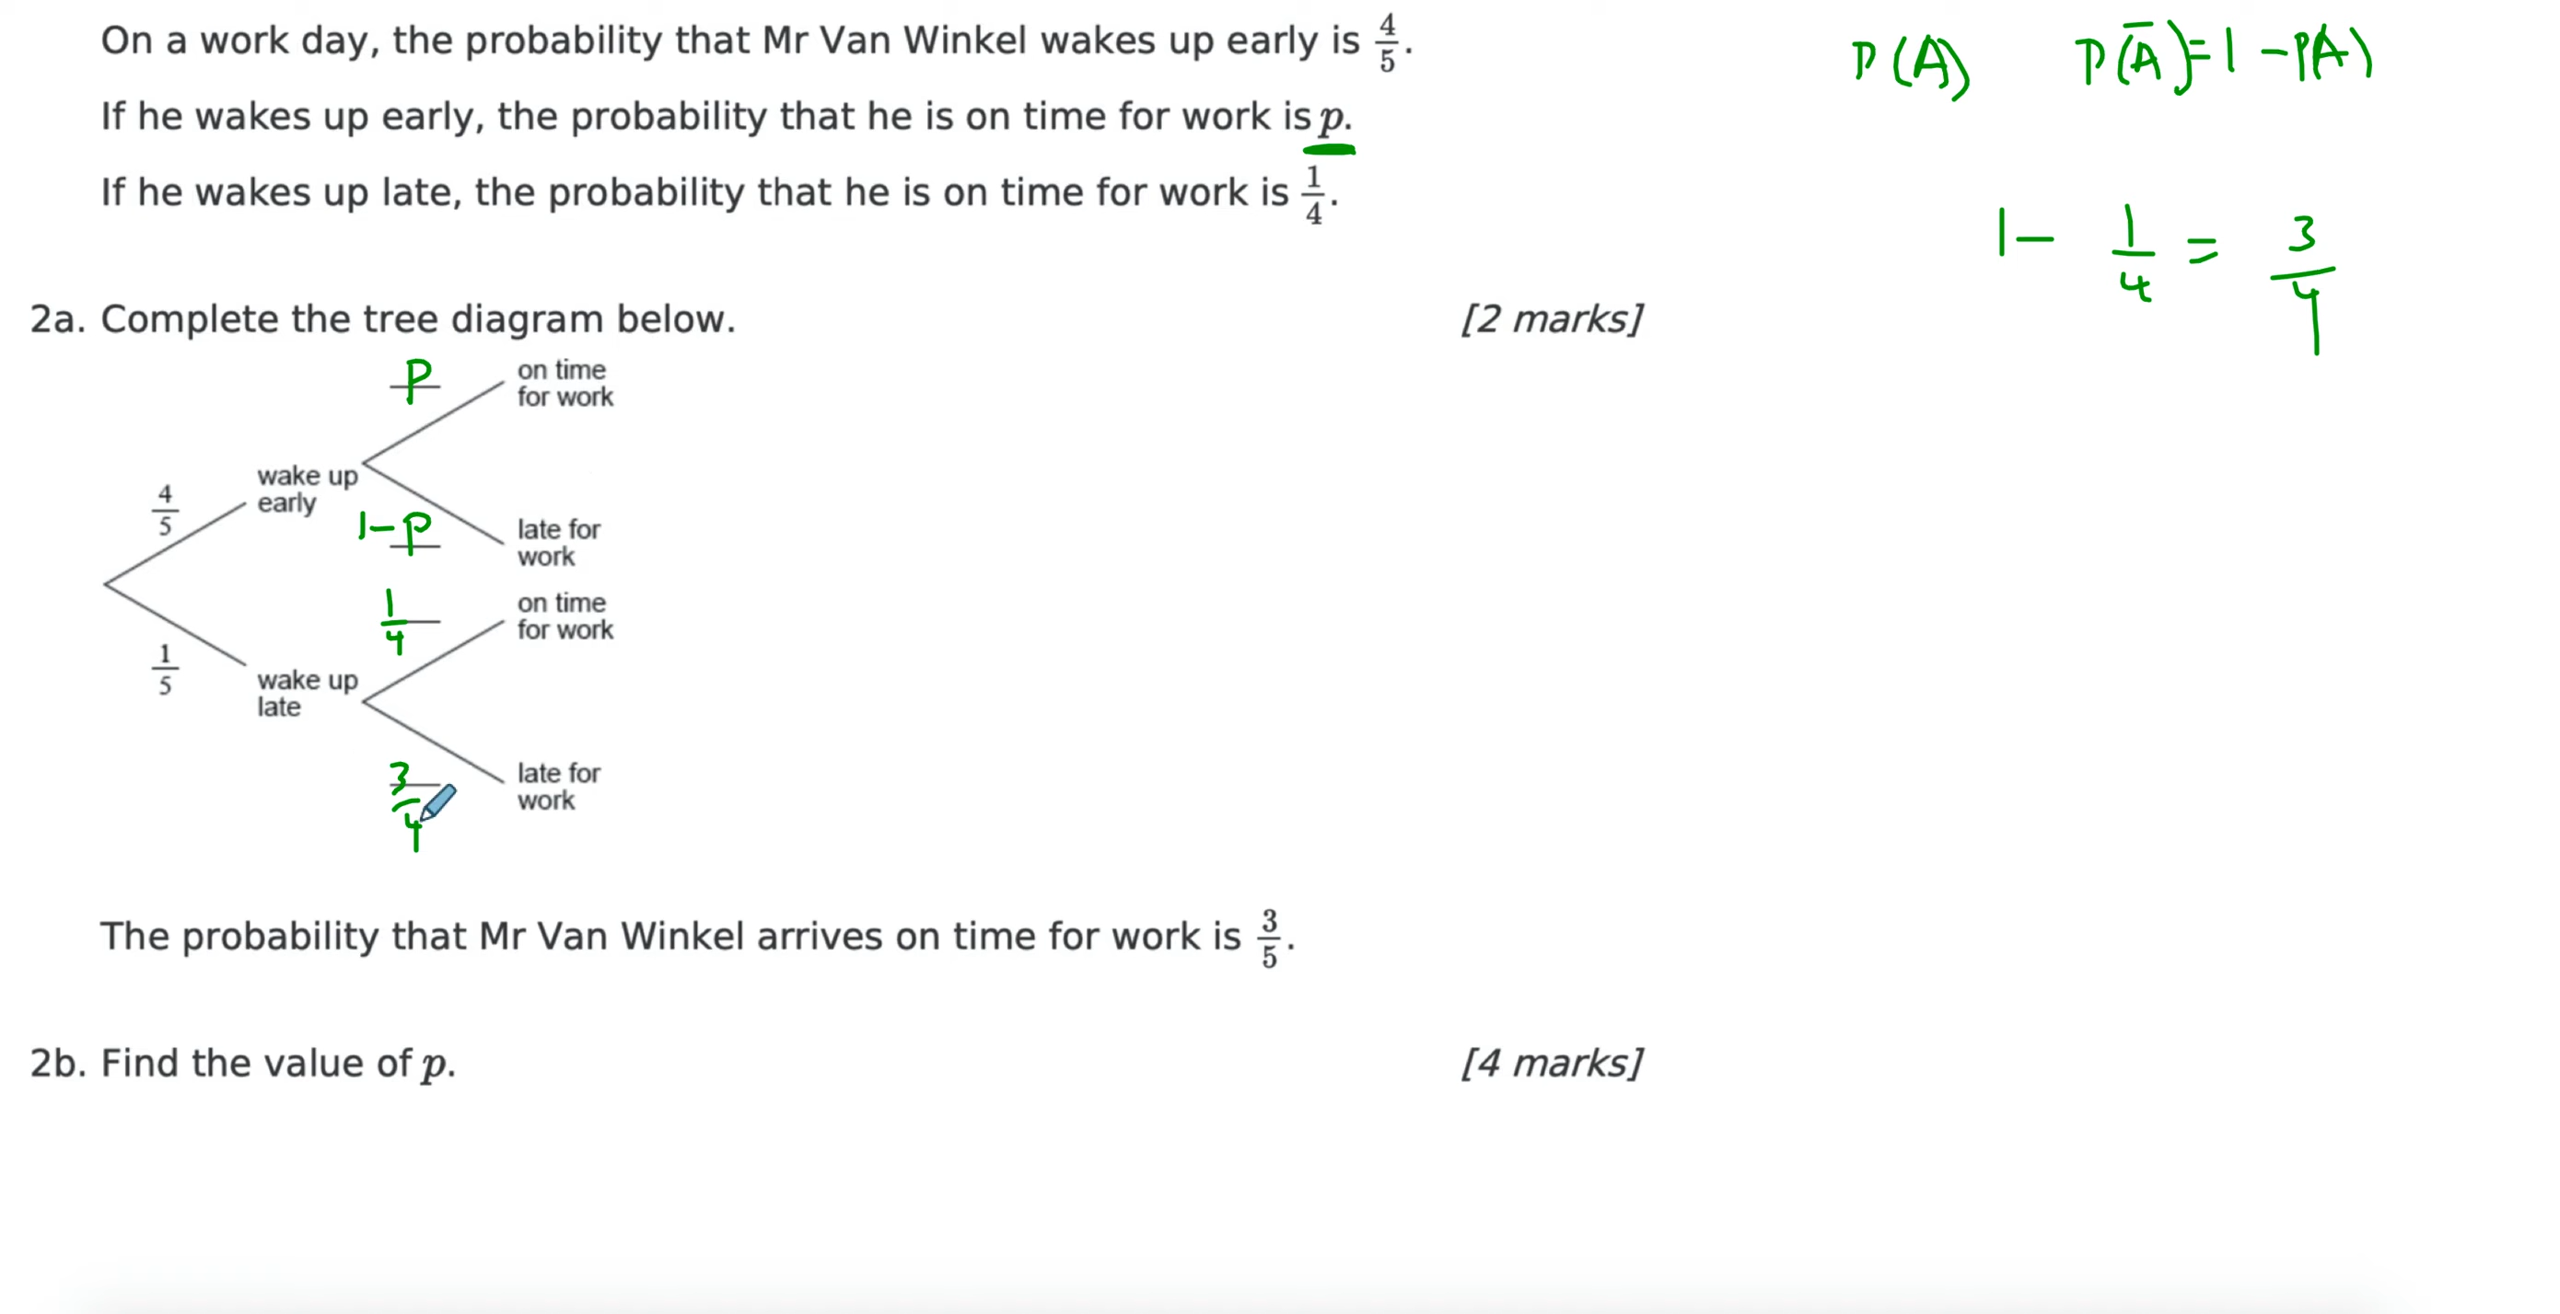 On a work day, the probability that Mr Van Winkel wakes up early is 4/5.
P(A) P(A̅)=1-P(A)
If he wakes up early, the probability that he is on time for work is p.
If he wakes up late, the probability that he is on time for work is 1/4.
1- 1/4 = 3/4
2a. Complete the tree diagram below. [2 marks]
P
on time
for work
wake up
early
4/5
1-P
late for
work
1/4
on time
for work
1/5
wake up
late
3/4
late for
work
The probability that Mr Van Winkel arrives on time for work is 3/5.
2b. Find the value of p. [4 marks]